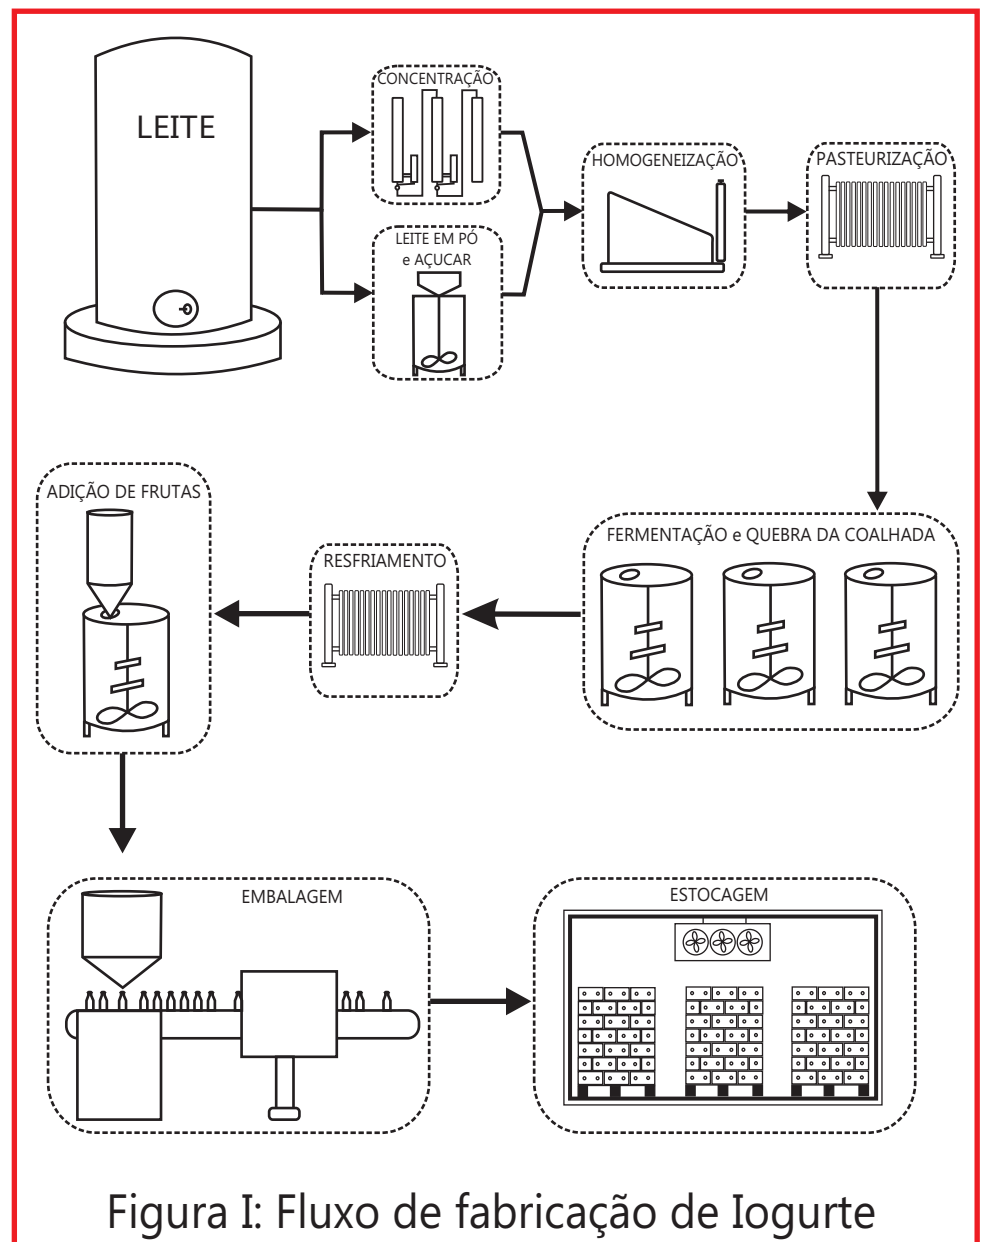 LEITE
CONCENTRAÇÃO
LEITE EM PÓ
e AÇUCAR
HOMOGENEIZAÇÃO
PASTEURIZAÇÃO
FERMENTAÇÃO e QUEBRA DA COALHADA
RESFRIAMENTO
ADIÇÃO DE FRUTAS
EMBALAGEM
ESTOCAGEM
Figura I: Fluxo de fabricação de Iogurte